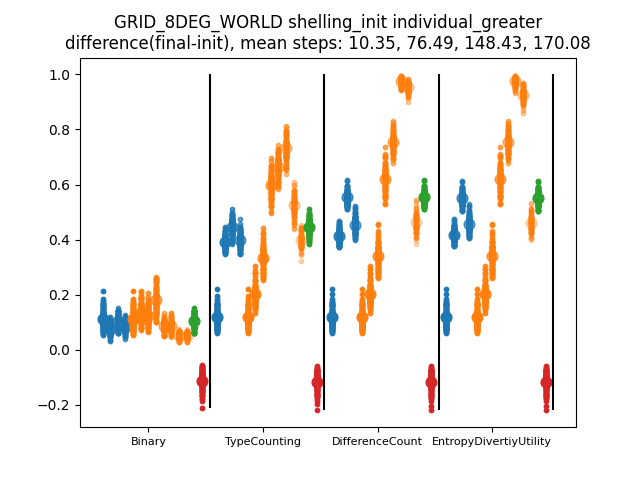 GRID_8DEG_WORLD shelling_init individual_greater
difference(final-init), mean steps: 10.35, 76.49, 148.43, 170.08
1.0
0.8
0.6
0.4
0.2
0.0
−0.2
Binary TypeCounting DifferenceCount EntropyDivertiyUtility